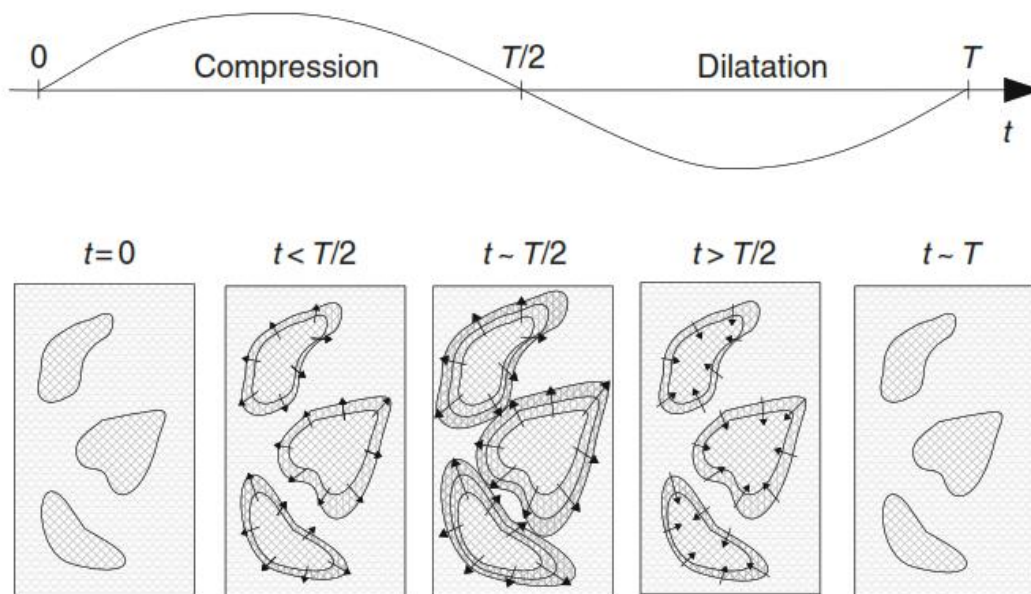 0 T/2 T
Compression Dilatation
t
t = 0 t < T/2 t ~ T/2 t > T/2 t ~ T